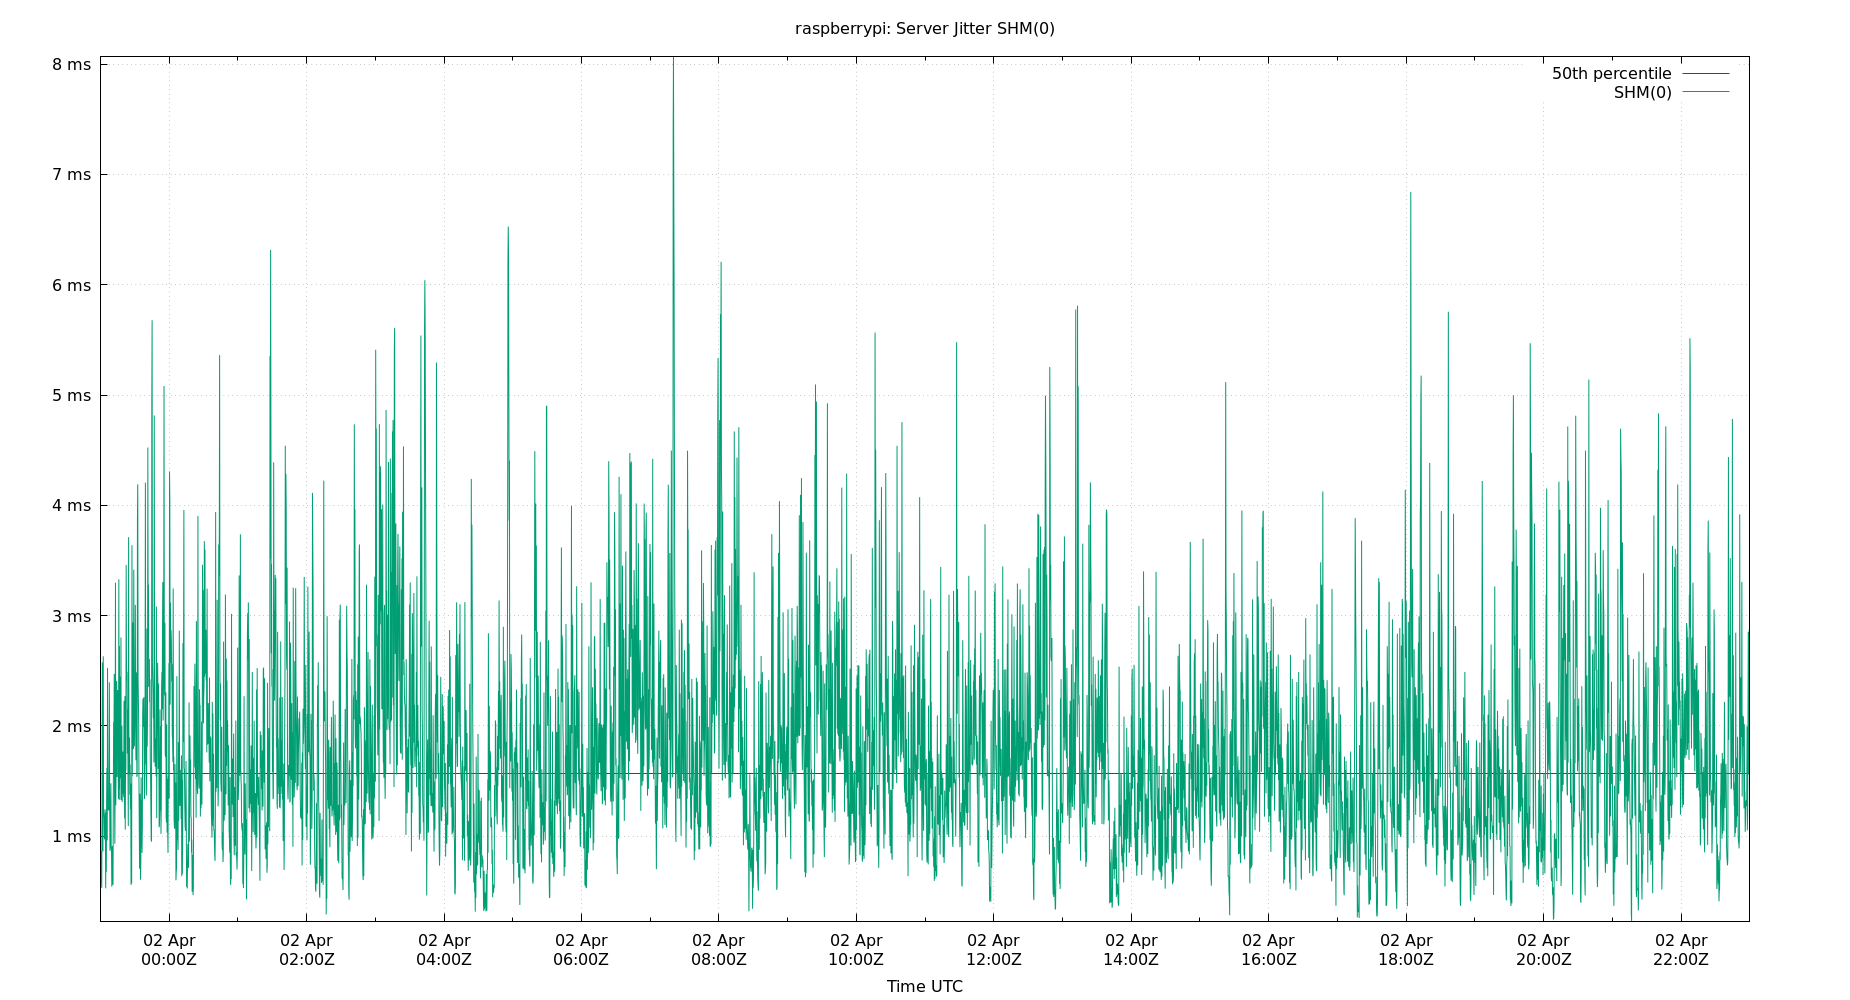 raspberrypi: Server Jitter SHM(0)
50th percentile
SHM(0)
8 ms
7 ms
6 ms
5 ms
4 ms
3 ms
2 ms
1 ms
02 Apr 02 Apr 02 Apr 02 Apr 02 Apr 02 Apr 02 Apr 02 Apr 02 Apr 02 Apr 02 Apr 02 Apr
00:00Z 02:00Z 04:00Z 06:00Z 08:00Z 10:00Z 12:00Z 14:00Z 16:00Z 18:00Z 20:00Z 22:00Z
Time UTC